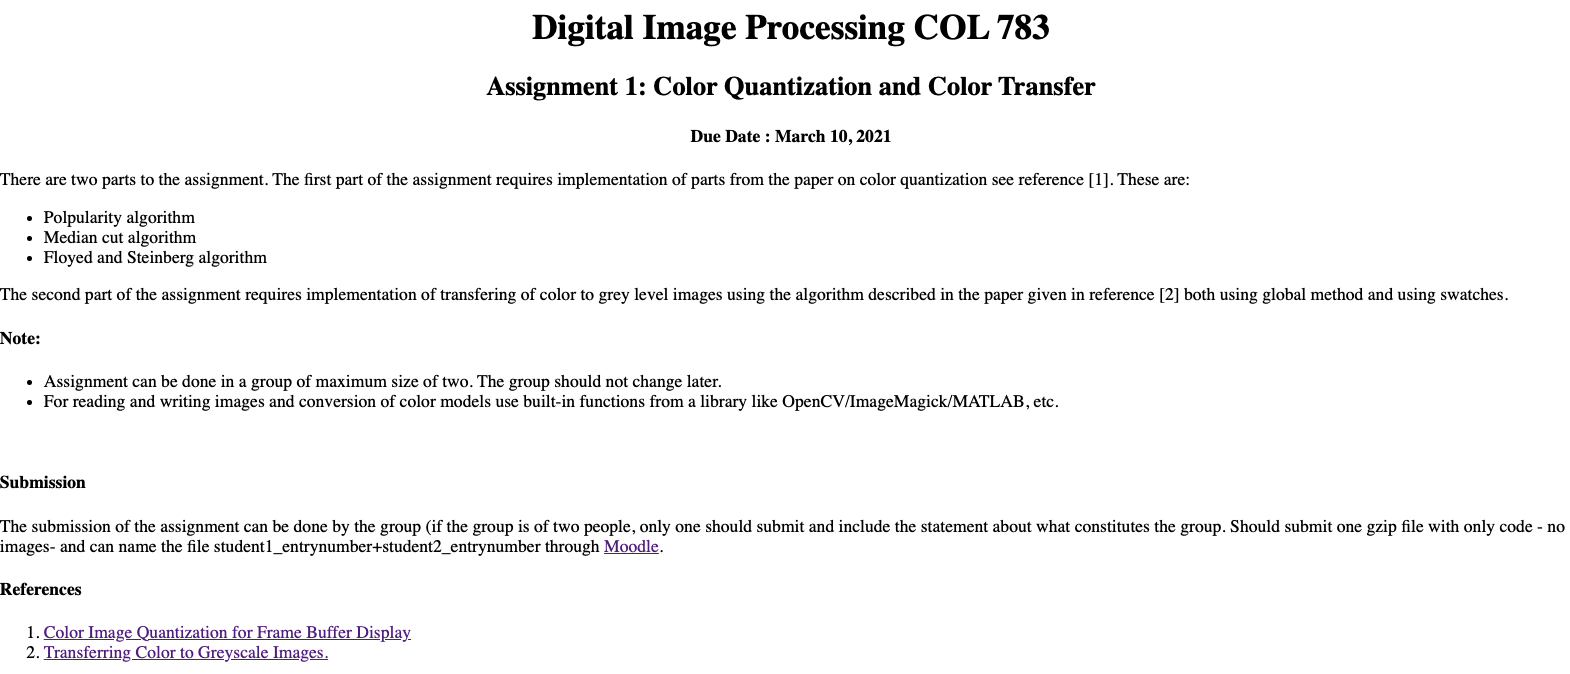 Digital Image Processing COL 783
Assignment 1: Color Quantization and Color Transfer
Due Date : March 10, 2021
There are two parts to the assignment. The first part of the assignment requires implementation of parts from the paper on color quantization see reference [1]. These are:
• Polpularity algorithm
• Median cut algorithm
• Floyed and Steinberg algorithm
The second part of the assignment requires implementation of transfering of color to grey level images using the algorithm described in the paper given in reference [2] both using global method and using swatches.
Note:
• Assignment can be done in a group of maximum size of two. The group should not change later.
• For reading and writing images and conversion of color models use built-in functions from a library like OpenCV/ImageMagick/MATLAB, etc.
Submission
The submission of the assignment can be done by the group (if the group is of two people, only one should submit and include the statement about what constitutes the group. Should submit one gzip file with only code - no
images- and can name the file student1_entrynumber+student2_entrynumber through Moodle.
References
1. Color Image Quantization for Frame Buffer Display
2. Transferring Color to Greyscale Images.